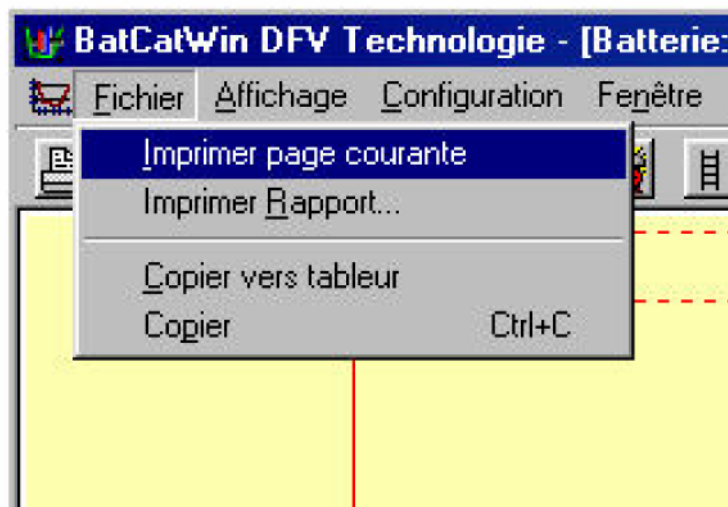 BatCatWin DFV Technologie - [Batterie:
Fichier Affichage Configuration Fenêtre
Imprimer page courante
Imprimer Rapport...
Copier vers tableur
Copier Ctrl+C